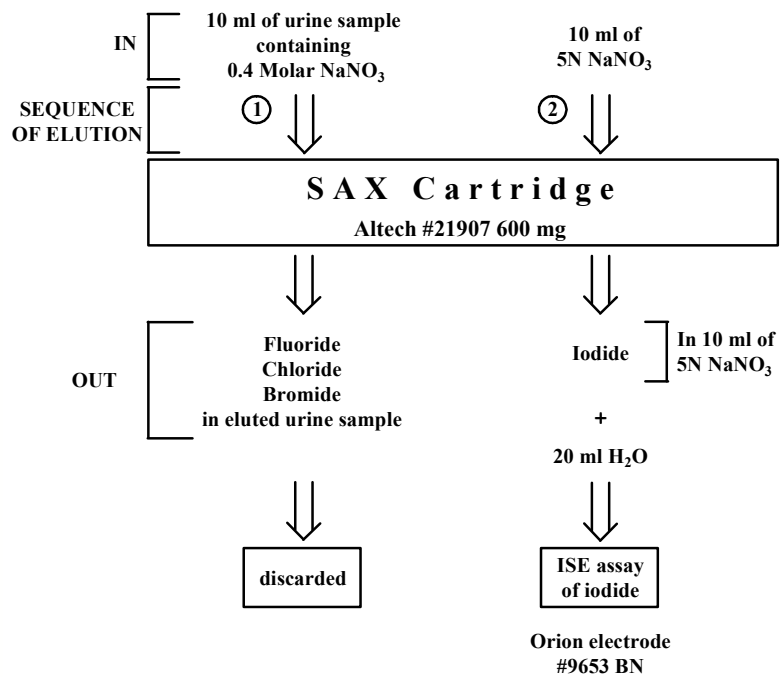 IN
10 ml of urine sample
containing
0.4 Molar NaNO₃
10 ml of
5N NaNO₃
SEQUENCE
OF ELUTION
1
2
SAX Cartridge
Altech #21907 600 mg
OUT
Fluoride
Chloride
Bromide
in eluted urine sample
Iodide
In 10 ml of
5N NaNO₃
+
20 ml H₂O
discarded
ISE assay
of iodide
Orion electrode
#9653 BN